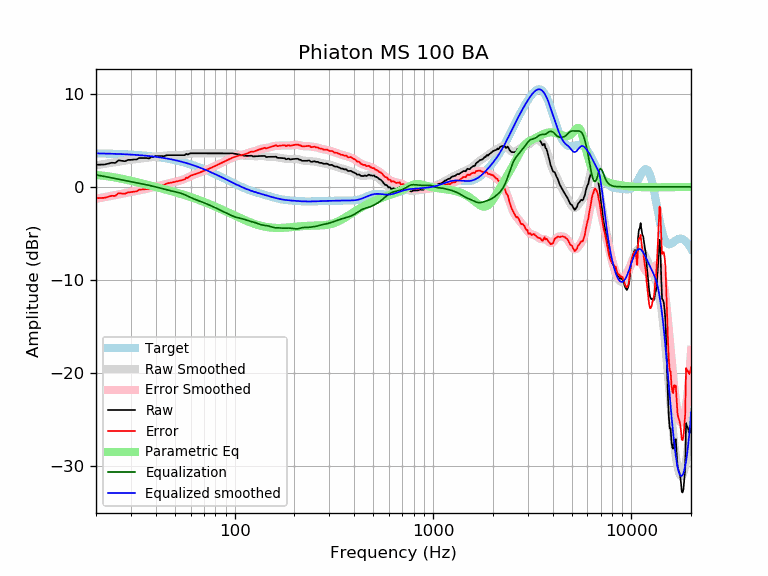 Phiaton MS 100 BA
Amplitude (dBr)
10
0
−10
−20
−30
Target
Raw Smoothed
Error Smoothed
Raw
Error
Parametric Eq
Equalization
Equalized smoothed
100
1000
10000
Frequency (Hz)